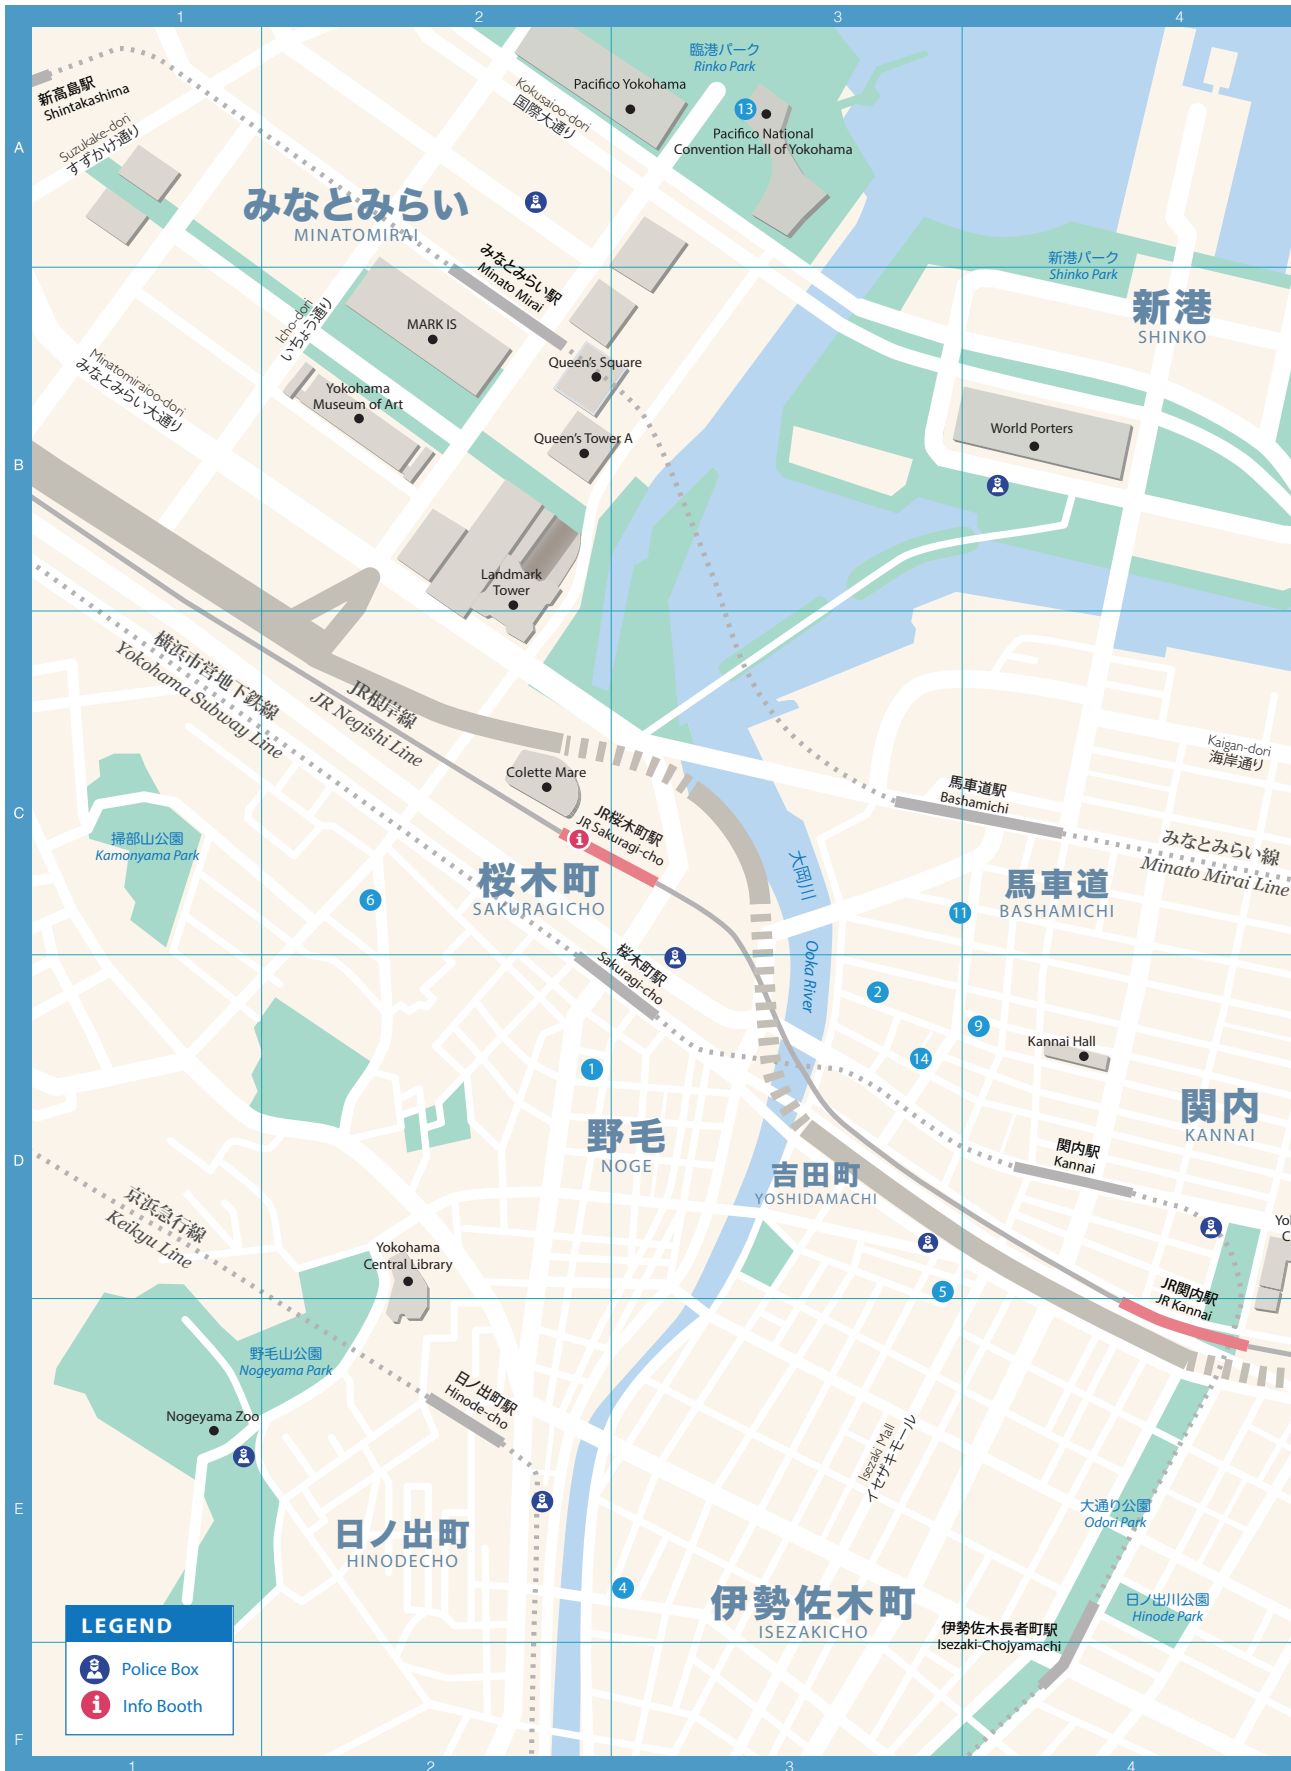 1
2
3
4
A
B
C
D
E
F
新高島駅
Shintakashima
Suzukake-dori
すずかけ通り
Kokusaioo-dori
国際大通り
Pacifico Yokohama
臨港パーク
Rinko Park
13
Pacifico National
Convention Hall of Yokohama
みなとみらい
MINATOMIRAI
みなとみらい駅
Minato Mirai
新港パーク
Shinko Park
新港
SHINKO
Icho-dori
いちょう通り
MARK IS
Minatomiraioo-dori
みなとみらい大通り
Queen's Square
Yokohama
Museum of Art
Queen's Tower A
World Porters
Landmark
Tower
横浜市営地下鉄線
Yokohama Subway Line
JR根岸線
JR Negishi Line
Kaigan-dori
海岸通り
Colette Mare
馬車道駅
Bashamichi
JR桜木町駅
JR Sakuragi-cho
掃部山公園
Kamonyama Park
みなとみらい線
Minato Mirai Line
大岡川
Ooka River
桜木町
SAKURAGICHO
馬車道
BASHAMICHI
6
11
桜木町駅
Sakuragi-cho
2
9
14
Kannai Hall
1
関内
KANNAI
野毛
NOGE
関内駅
Kannai
吉田町
YOSHIDAMACHI
京浜急行線
Keikyu Line
Yokohama
Central Library
5
JR関内駅
JR Kannai
野毛山公園
Nogeyama Park
日ノ出町駅
Hinode-cho
Nogeyama Zoo
Isezaki Mall
イセザキモール
大通り公園
Odori Park
日ノ出町
HINODECHO
4
伊勢佐木町
ISEZAKICHO
日ノ出川公園
Hinode Park
伊勢佐木長者町駅
Isezaki-Chojyamachi
LEGEND
Police Box
Info Booth
1
2
3
4